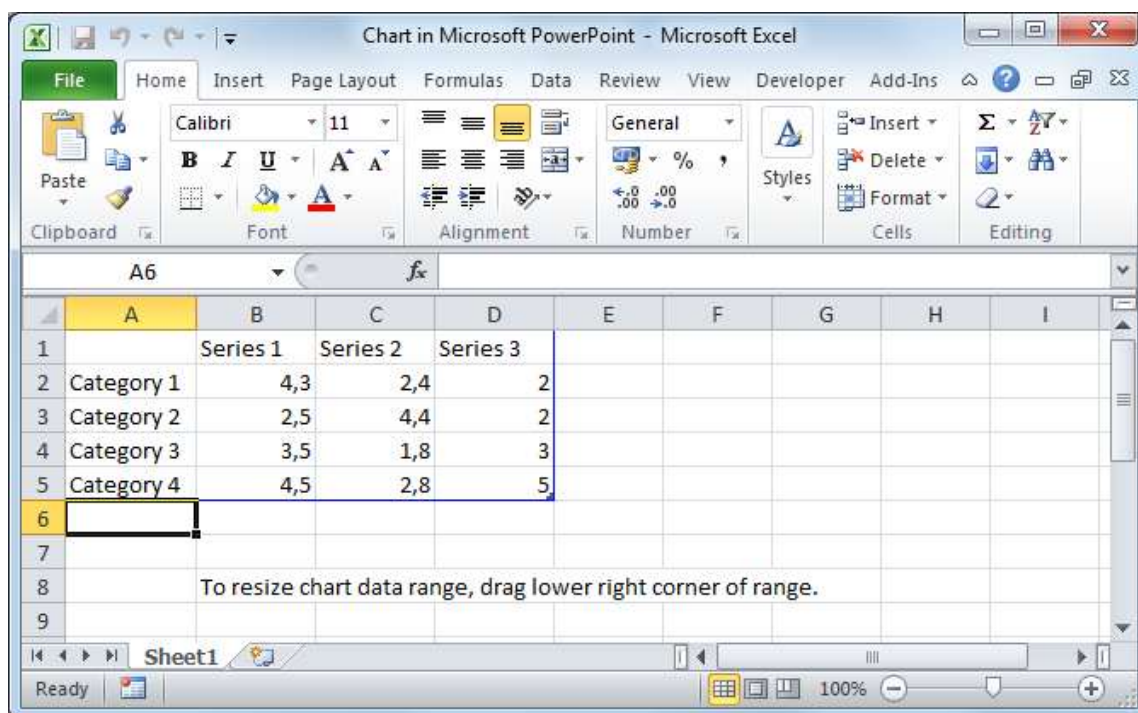 Chart in Microsoft PowerPoint - Microsoft Excel
File Home Insert Page Layout Formulas Data Review View Developer Add-Ins
Calibri 11 General Insert
B I U A A % , Delete
Paste Styles Format
Clipboard Font Alignment Number Cells Editing
A6 fx
A B C D E F G H I
1 Series 1 Series 2 Series 3
2 Category 1 4,3 2,4 2
3 Category 2 2,5 4,4 2
4 Category 3 3,5 1,8 3
5 Category 4 4,5 2,8 5
6
7
8 To resize chart data range, drag lower right corner of range.
9
Sheet1
Ready 100%